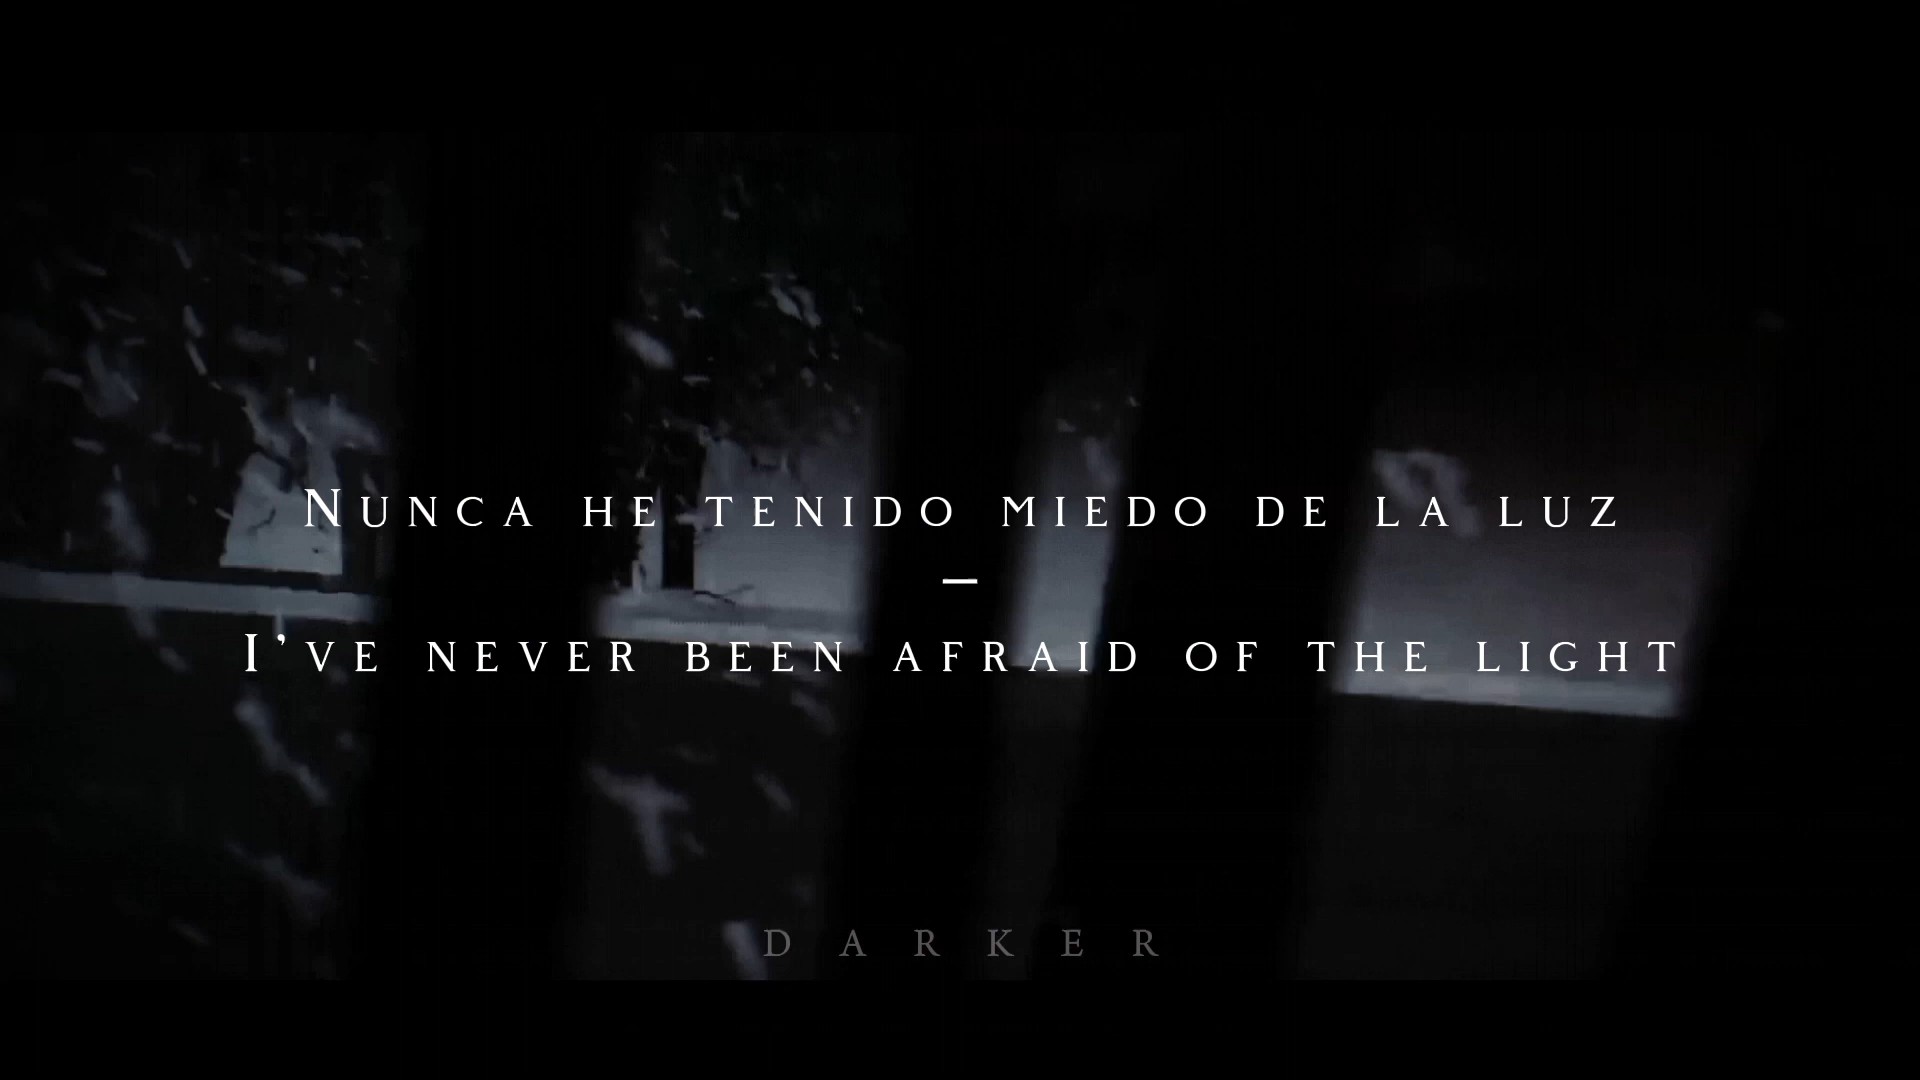 Nunca he tenido miedo de la luz
–
I’ve never been afraid of the light
DARKER